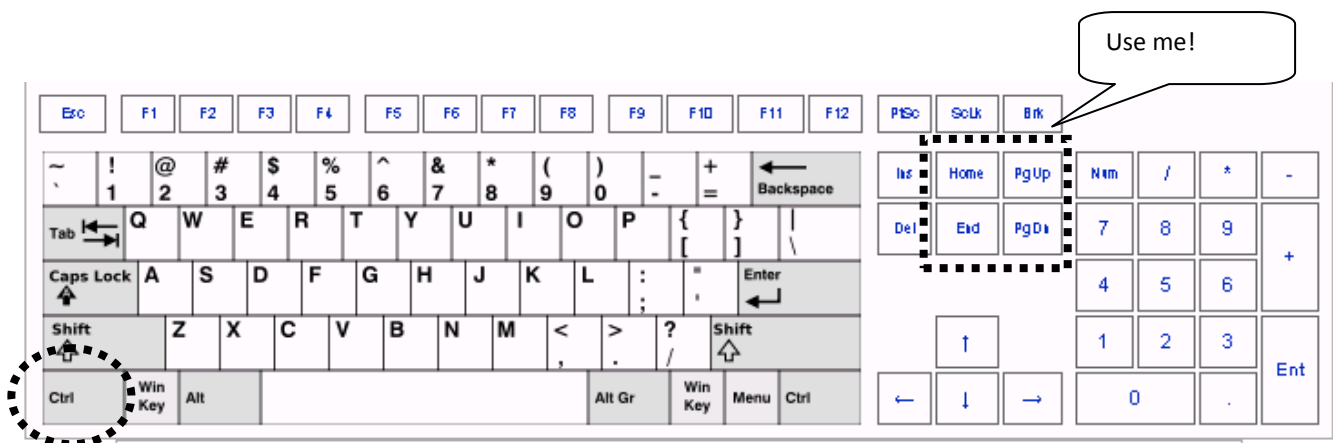 Use me!
Esc F1 F2 F3 F4 F5 F6 F7 F8 F9 F10 F11 F12 PtSc ScLk Brk
~ ! @ # $ % ^ & * ( ) _ +
` 1 2 3 4 5 6 7 8 9 0 - = Backspace Ins Home PgUp Num / * -
Tab Q W E R T Y U I O P { } |
[ ] \ Del End PgDn 7 8 9 +
Caps Lock A S D F G H J K L : " Enter
; ' 4 5 6
Shift Z X C V B N M < > ? Shift
, . / ↑ 1 2 3 Ent
Ctrl Win Key Alt Alt Gr Win Key Menu Ctrl ← ↓ → 0 .